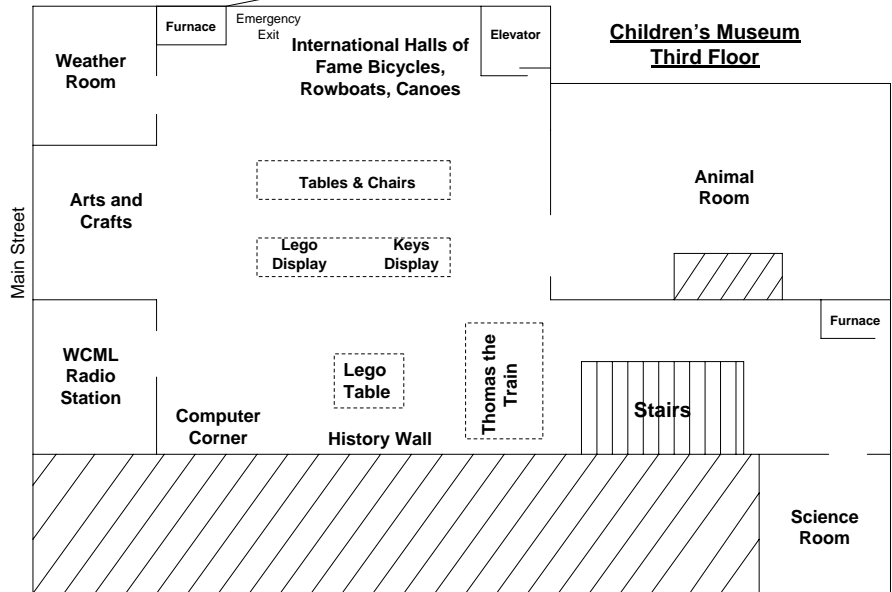 Children's Museum
Third Floor
Furnace
Emergency
Exit
Elevator
Weather
Room
International Halls of
Fame Bicycles,
Rowboats, Canoes
Tables & Chairs
Animal
Room
Arts and
Crafts
Main Street
Lego
Display
Keys
Display
Furnace
WCML
Radio
Station
Lego
Table
Thomas the
Train
Stairs
Computer
Corner
History Wall
Science
Room